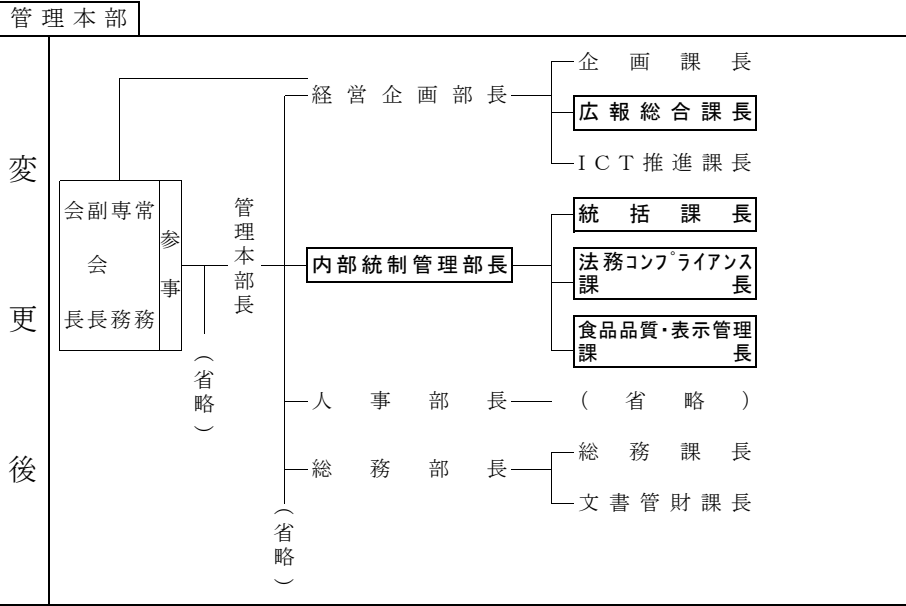 管理本部
変更後
会長
副会長
専務
常務
参事
（省略）
管理本部長
（省略）
経営企画部長
企画課長
広報総合課長
ICT推進課長
内部統制管理部長
統括課長
法務コンプライアンス
課長
食品品質・表示管理
課長
人事部長
（省略）
総務部長
総務課長
文書管財課長